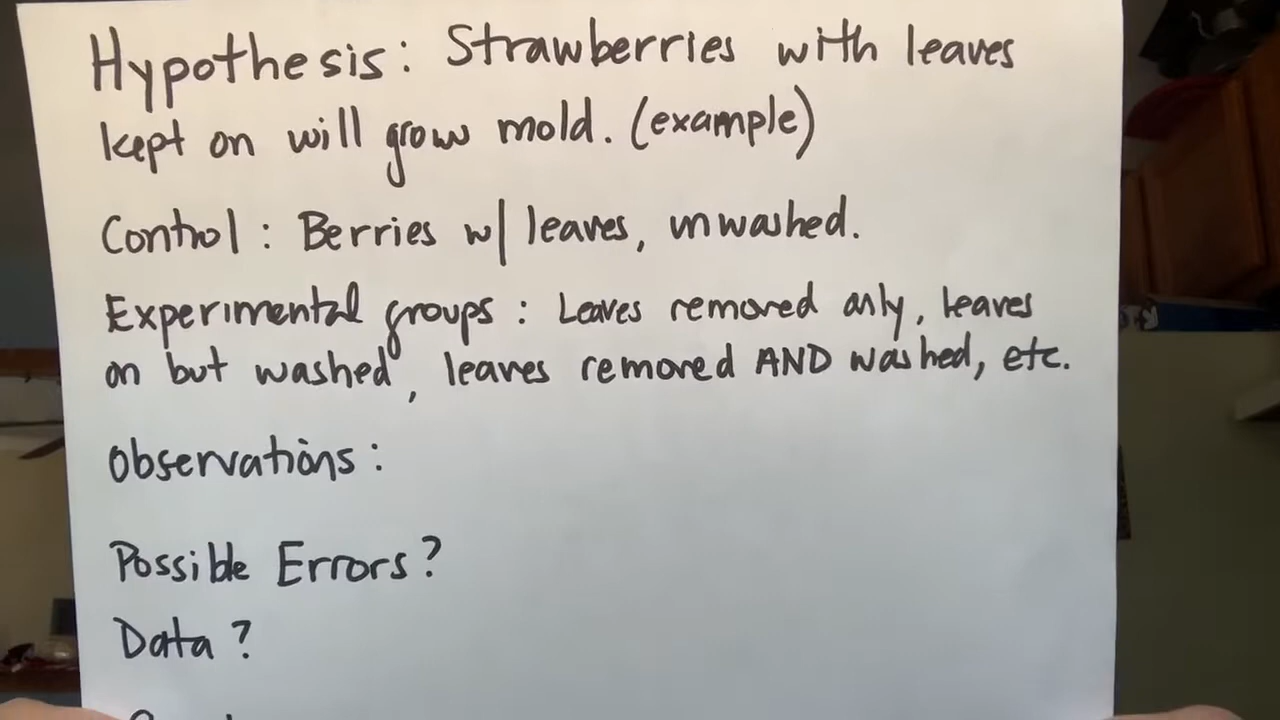 Hypothesis: Strawberries with leaves
kept on will grow mold. (example)
Control: Berries w/ leaves, unwashed.
Experimental groups: Leaves removed only, leaves
on but washed, leaves removed AND washed, etc.
Observations:
Possible Errors?
Data?